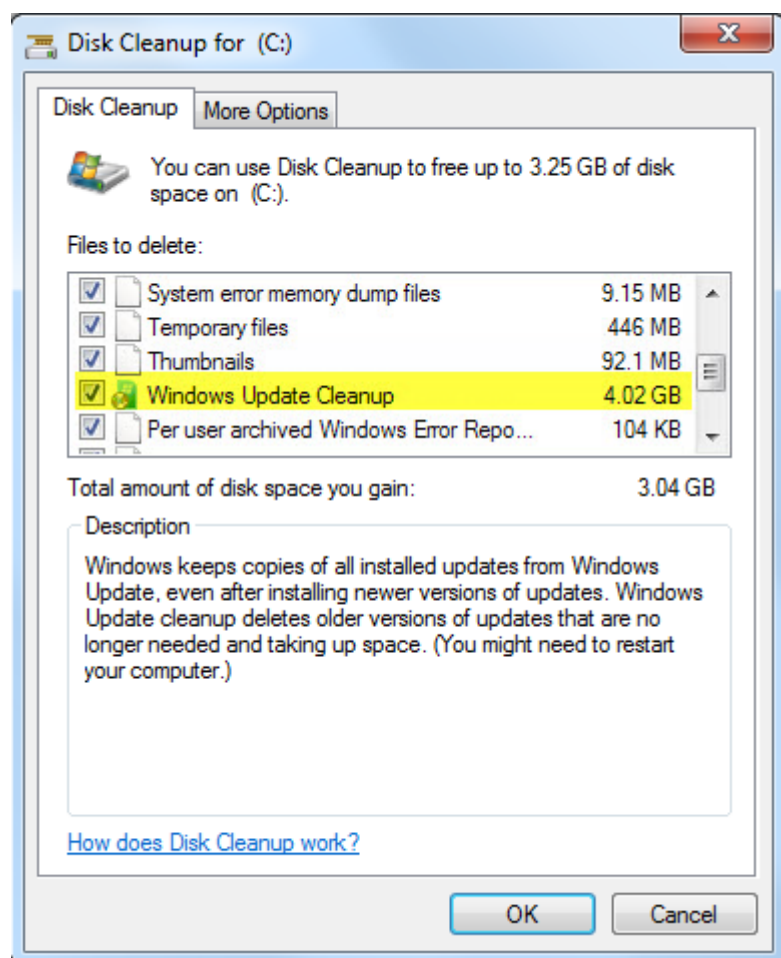 Disk Cleanup for (C:)
Disk Cleanup
More Options
You can use Disk Cleanup to free up to 3.25 GB of disk
space on (C:).
Files to delete:
System error memory dump files 9.15 MB
Temporary files 446 MB
Thumbnails 92.1 MB
Windows Update Cleanup 4.02 GB
Per user archived Windows Error Repo... 104 KB
Total amount of disk space you gain: 3.04 GB
Description
Windows keeps copies of all installed updates from Windows
Update, even after installing newer versions of updates. Windows
Update cleanup deletes older versions of updates that are no
longer needed and taking up space. (You might need to restart
your computer.)
How does Disk Cleanup work?
OK
Cancel